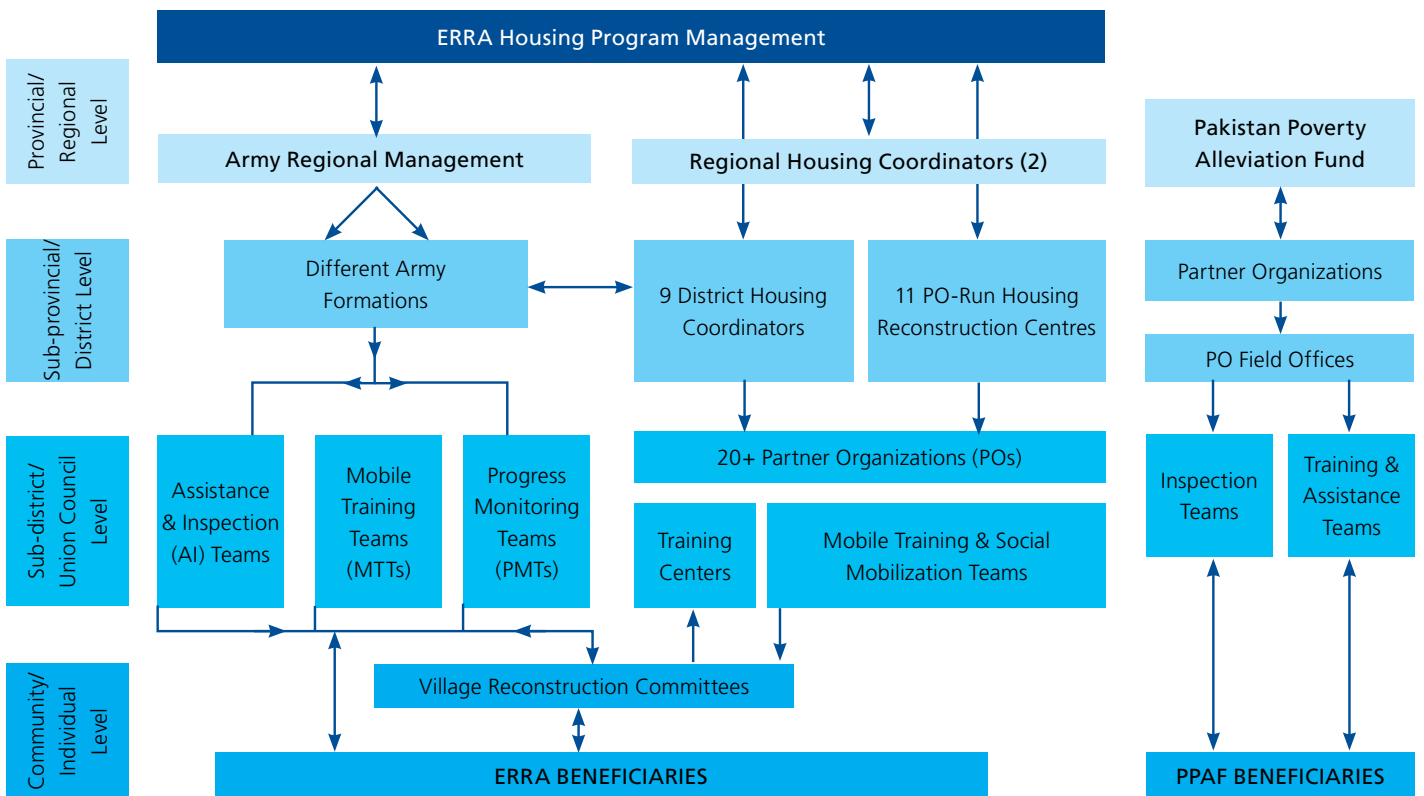 ERRA Housing Program Management
Provincial/
Regional
Level
Army Regional Management
Regional Housing Coordinators (2)
Pakistan Poverty
Alleviation Fund
Sub-provincial/
District Level
Different Army
Formations
9 District Housing
Coordinators
11 PO-Run Housing
Reconstruction Centres
Partner Organizations
PO Field Offices
Sub-district/
Union Council
Level
Assistance
& Inspection
(AI) Teams
Mobile
Training
Teams
(MTTs)
Progress
Monitoring
Teams
(PMTs)
20+ Partner Organizations (POs)
Training
Centers
Mobile Training & Social
Mobilization Teams
Inspection
Teams
Training &
Assistance
Teams
Community/
Individual
Level
Village Reconstruction Committees
ERRA BENEFICIARIES
PPAF BENEFICIARIES